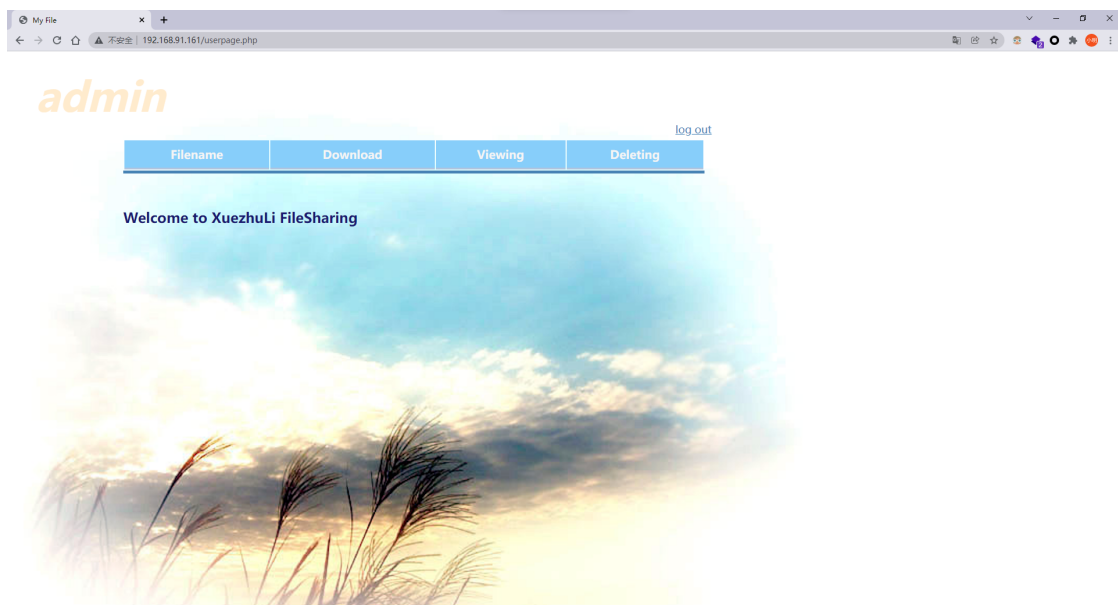 My File
不安全 | 192.168.91.161/userpage.php
admin
log out
Filename Download Viewing Deleting
Welcome to XuezhuLi FileSharing